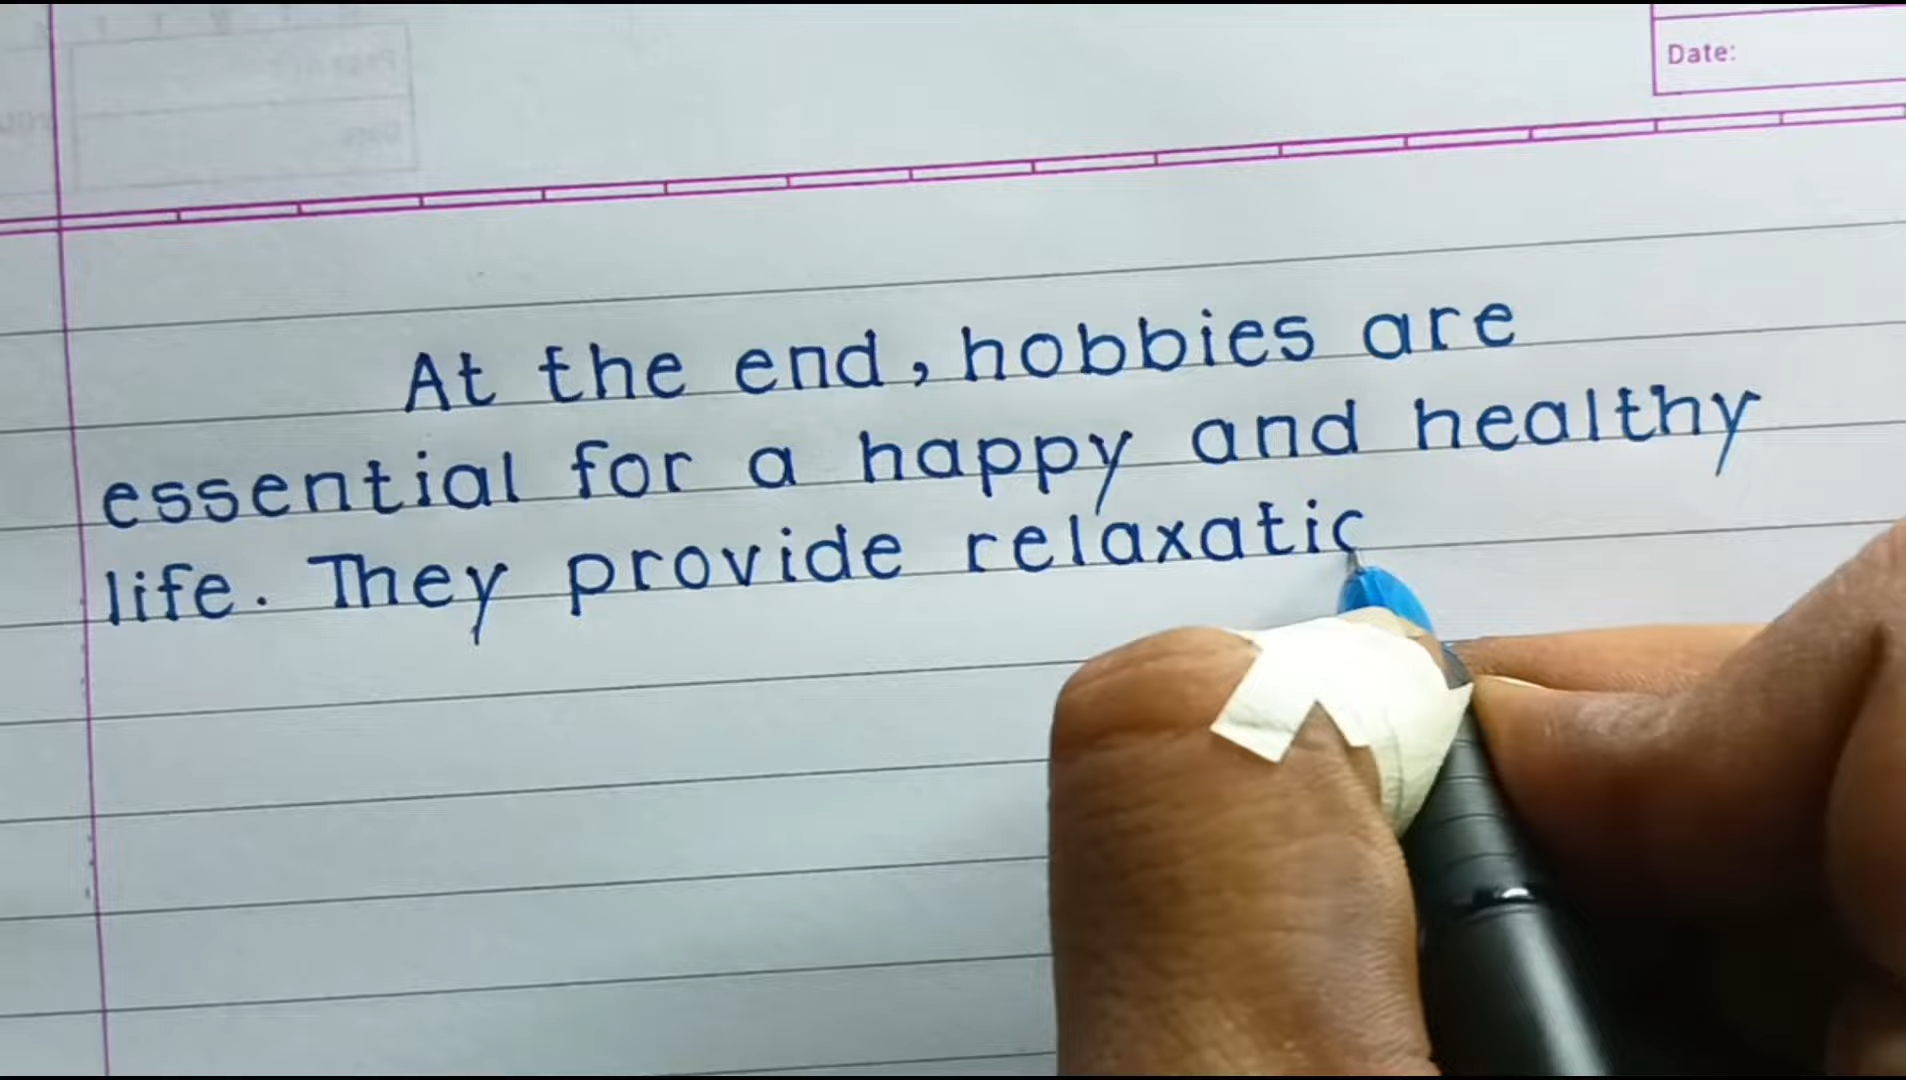 Date:
At the end, hobbies are
essential for a happy and healthy
life. They provide relaxatic